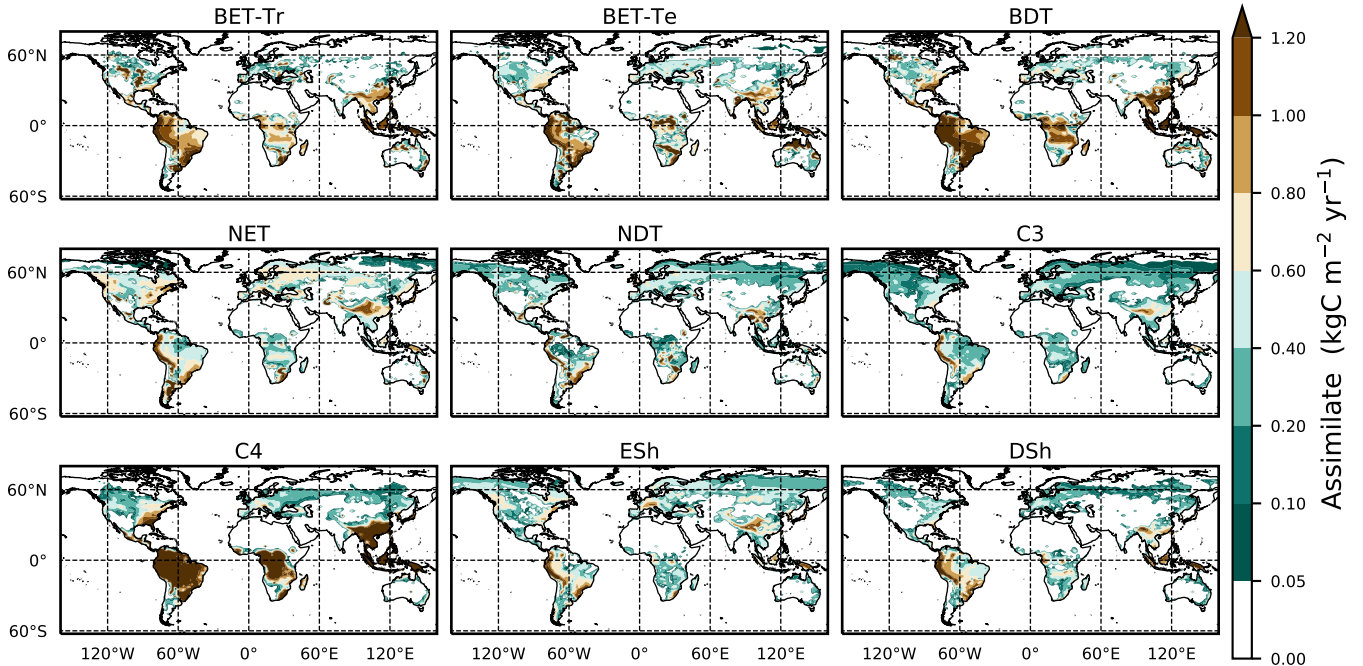 BET-Tr BET-Te BDT
60°N
0°
60°S
NET NDT C3
60°N
0°
60°S
C4 ESh DSh
60°N
0°
60°S
120°W 60°W 0° 60°E 120°E 120°W 60°W 0° 60°E 120°E 120°W 60°W 0° 60°E 120°E
1.20
1.00
0.80
0.60
0.40
0.20
0.10
0.05
0.00
Assimilate (kgC m⁻² yr⁻¹)